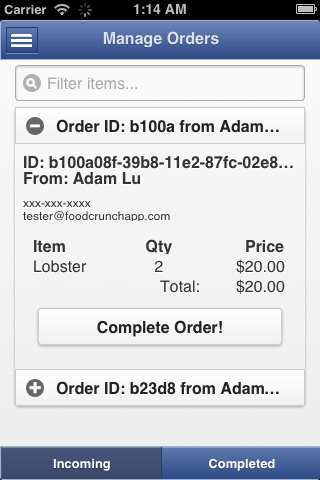 Carrier 1:14 AM
Manage Orders
Filter items...
Order ID: b100a from Adam...
ID: b100a08f-39b8-11e2-87fc-02e8...
From: Adam Lu
xxx-xxx-xxxx
tester@foodcrunchapp.com
Item Qty Price
Lobster 2 $20.00
Total: $20.00
Complete Order!
Order ID: b23d8 from Adam...
Incoming Completed